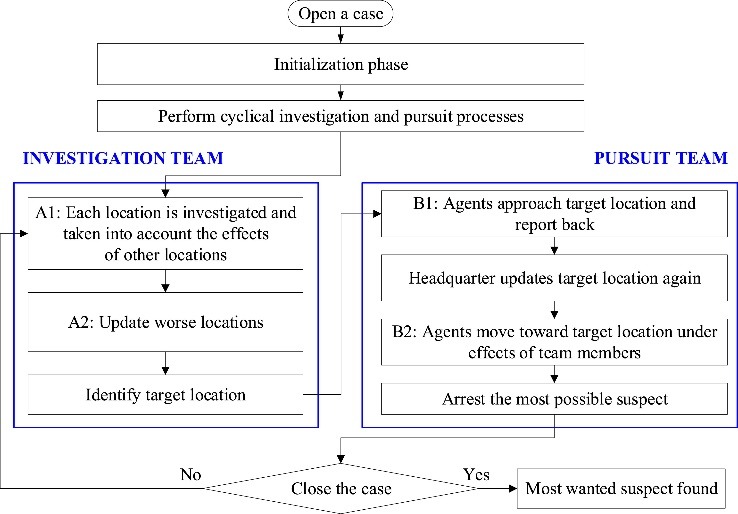 Open a case
Initialization phase
Perform cyclical investigation and pursuit processes
INVESTIGATION TEAM
A1: Each location is investigated and
taken into account the effects
of other locations
A2: Update worse locations
Identify target location
PURSUIT TEAM
B1: Agents approach target location and
report back
Headquarter updates target location again
B2: Agents move toward target location under
effects of team members
Arrest the most possible suspect
No
Close the case
Yes
Most wanted suspect found